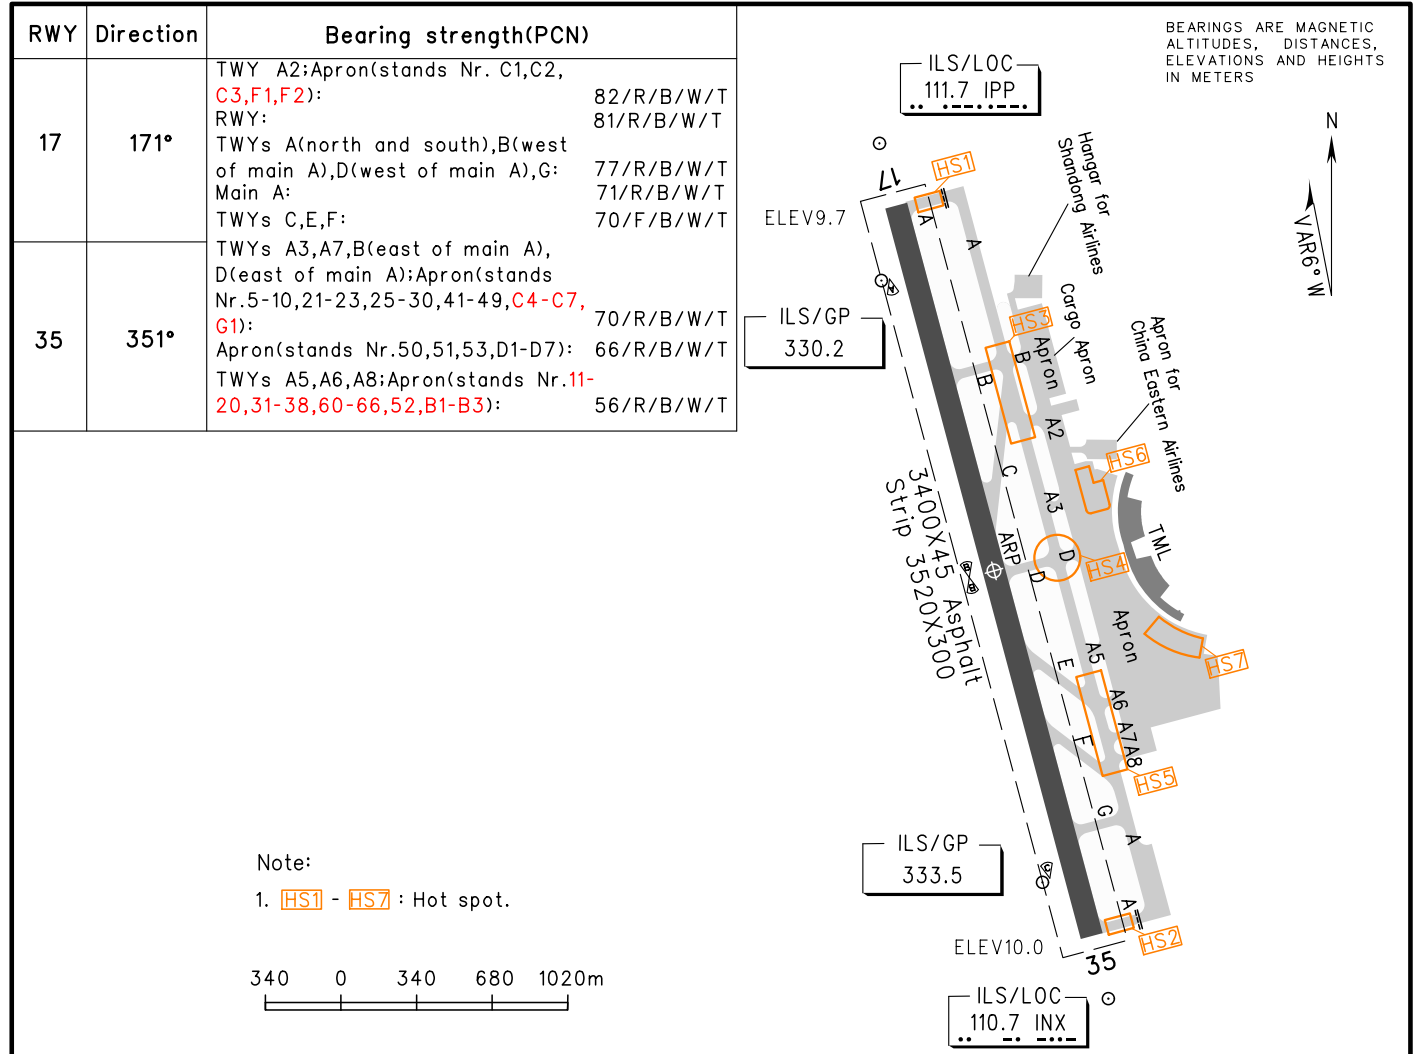 RWY Direction Bearing strength(PCN)
17 171°
TWY A2;Apron(stands Nr. C1,C2,
C3,F1,F2): 82/R/B/W/T
RWY: 81/R/B/W/T
TWYs A(north and south),B(west
of main A),D(west of main A),G: 77/R/B/W/T
Main A: 71/R/B/W/T
TWYs C,E,F: 70/F/B/W/T
35 351°
TWYs A3,A7,B(east of main A),
D(east of main A);Apron(stands
Nr.5-10,21-23,25-30,41-49,C4-C7,
G1): 70/R/B/W/T
Apron(stands Nr.50,51,53,D1-D7): 66/R/B/W/T
TWYs A5,A6,A8;Apron(stands Nr.11-
20,31-38,60-66,52,B1-B3): 56/R/B/W/T
BEARINGS ARE MAGNETIC
ALTITUDES, DISTANCES,
ELEVATIONS AND HEIGHTS
IN METERS
N
VAR6°W
ILS/LOC
111.7 IPP
17
HS1
ELEV9.7
A
A
Hangar for
Shandong Airlines
ILS/GP
330.2
HS3
Cargo Apron
Apron
B
B
Apron for
China Eastern Airlines
A2
HS6
C
A3
3400X45 Asphalt
Strip 3520X300
ARP
D
D
HS4
TML
Apron
E
A5
HS7
A6
A7
A8
F
HS5
G
A
ILS/GP
333.5
A
HS2
ELEV10.0
35
ILS/LOC
110.7 INX
Note:
1. HS1 - HS7 : Hot spot.
340 0 340 680 1020m